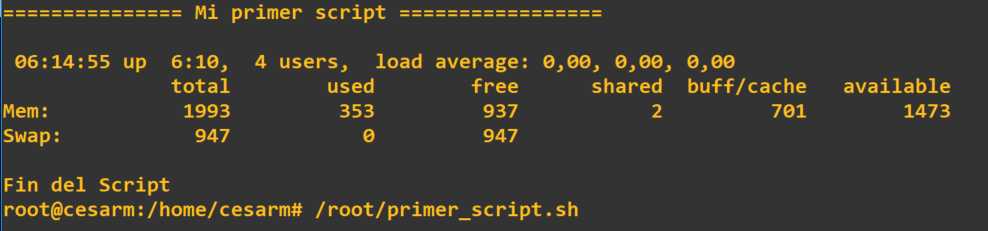 =============== Mi primer script =================
06:14:55 up  6:10,  4 users,  load average: 0,00, 0,00, 0,00
              total        used        free      shared  buff/cache   available
Mem:           1993         353         937           2         701        1473
Swap:           947           0         947
Fin del Script
root@cesarm:/home/cesarm# /root/primer_script.sh